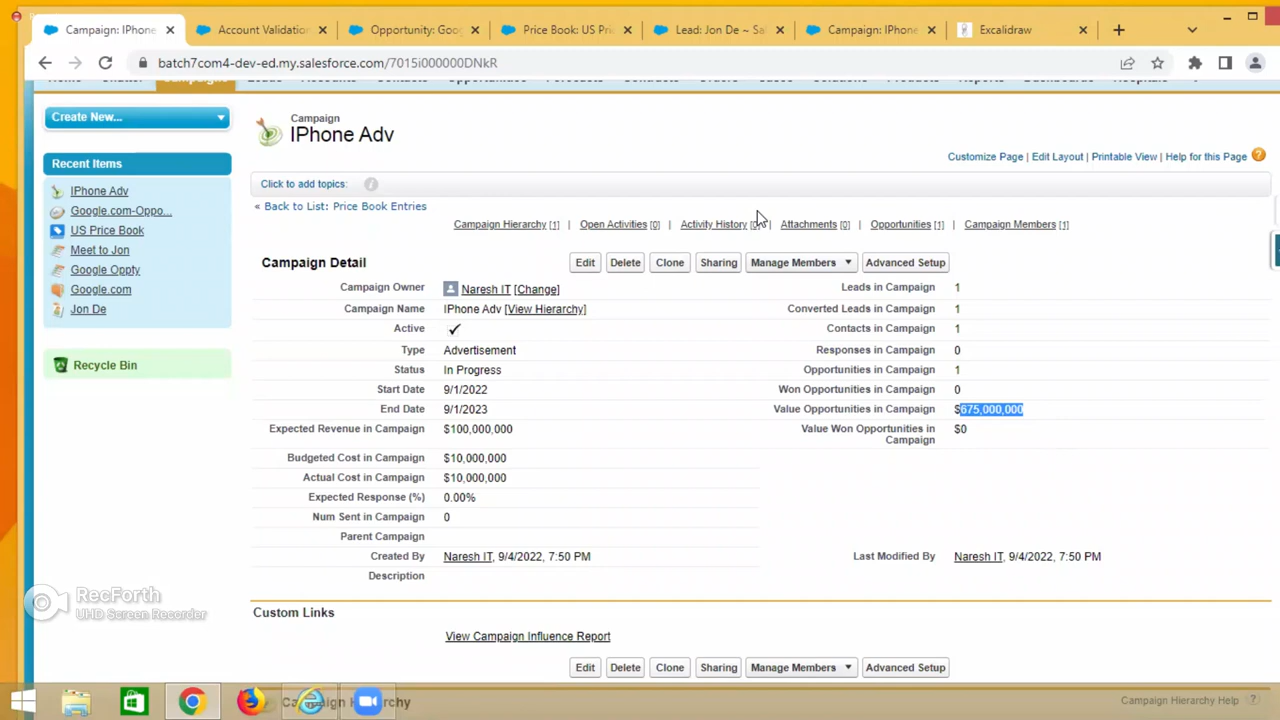 Campaign: IPhone
Account Validation
Opportunity: Goo
Price Book: US Pri
Lead: Jon De ~ Sal
Campaign: IPhone
Excalidraw
batch7com4-dev-ed.my.salesforce.com/7015i000000DNkR
Create New...
Recent Items
IPhone Adv
Google.com-Oppo...
US Price Book
Meet to Jon
Google Oppty
Google.com
Jon De
Recycle Bin
Campaign
IPhone Adv
Customize Page | Edit Layout | Printable View | Help for this Page
Click to add topics:
« Back to List: Price Book Entries
Campaign Hierarchy [1] | Open Activities [0] | Activity History | Attachments [0] | Opportunities [1] | Campaign Members [1]
Campaign Detail
Edit Delete Clone Sharing Manage Members Advanced Setup
Campaign Owner Naresh IT [Change]
Leads in Campaign 1
Campaign Name IPhone Adv [View Hierarchy]
Converted Leads in Campaign 1
Active
Contacts in Campaign 1
Type Advertisement
Responses in Campaign 0
Status In Progress
Opportunities in Campaign 1
Start Date 9/1/2022
Won Opportunities in Campaign 0
End Date 9/1/2023
Value Opportunities in Campaign $675,000,000
Expected Revenue in Campaign $100,000,000
Value Won Opportunities in $0
Campaign
Budgeted Cost in Campaign $10,000,000
Actual Cost in Campaign $10,000,000
Expected Response (%) 0.00%
Num Sent in Campaign 0
Parent Campaign
Created By Naresh IT, 9/4/2022, 7:50 PM
Last Modified By Naresh IT, 9/4/2022, 7:50 PM
Description
RecForth
UHD Screen Recorder
Custom Links
View Campaign Influence Report
Edit Delete Clone Sharing Manage Members Advanced Setup
Campaign Hierarchy Help